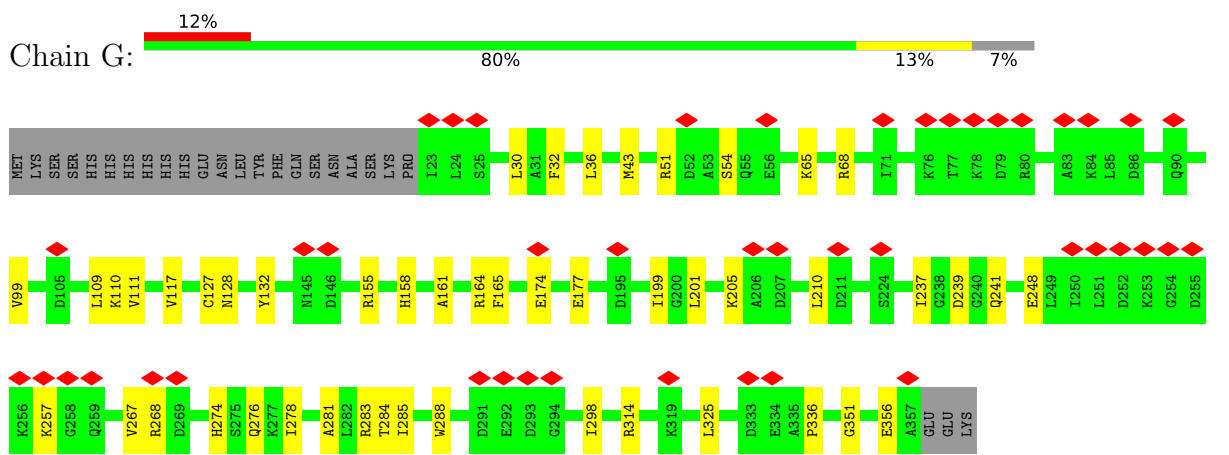 12%
Chain G:
80% 13% 7%
MET LYS SER SER HIS HIS HIS HIS HIS HIS GLU ASN LEU TYR PHE GLN SER ASN ALA SER LYS PRO I23 L24 S25 L30 A31 F32 L36 M43 R51 D52 A53 S54 Q55 E56 K65 R68 I71 K76 T77 K78 D79 R80 A83 K84 L85 D86 Q90
V99 D105 L109 K110 V111 V117 C127 N128 Y132 N145 D146 R155 H158 A161 R164 F165 E174 E177 D195 I199 G200 L201 K205 A206 D207 L210 D211 S224 I237 G238 D239 G240 Q241 E248 L249 I250 L251 D252 K253 G254 D255
K256 K257 G258 Q259 V267 R268 D269 H274 S275 Q276 K277 I278 A281 L282 R283 T284 I285 W288 D291 E292 D293 G294 I298 R314 K319 L325 D333 E334 A335 P336 G351 E356 A357 GLU GLU LYS